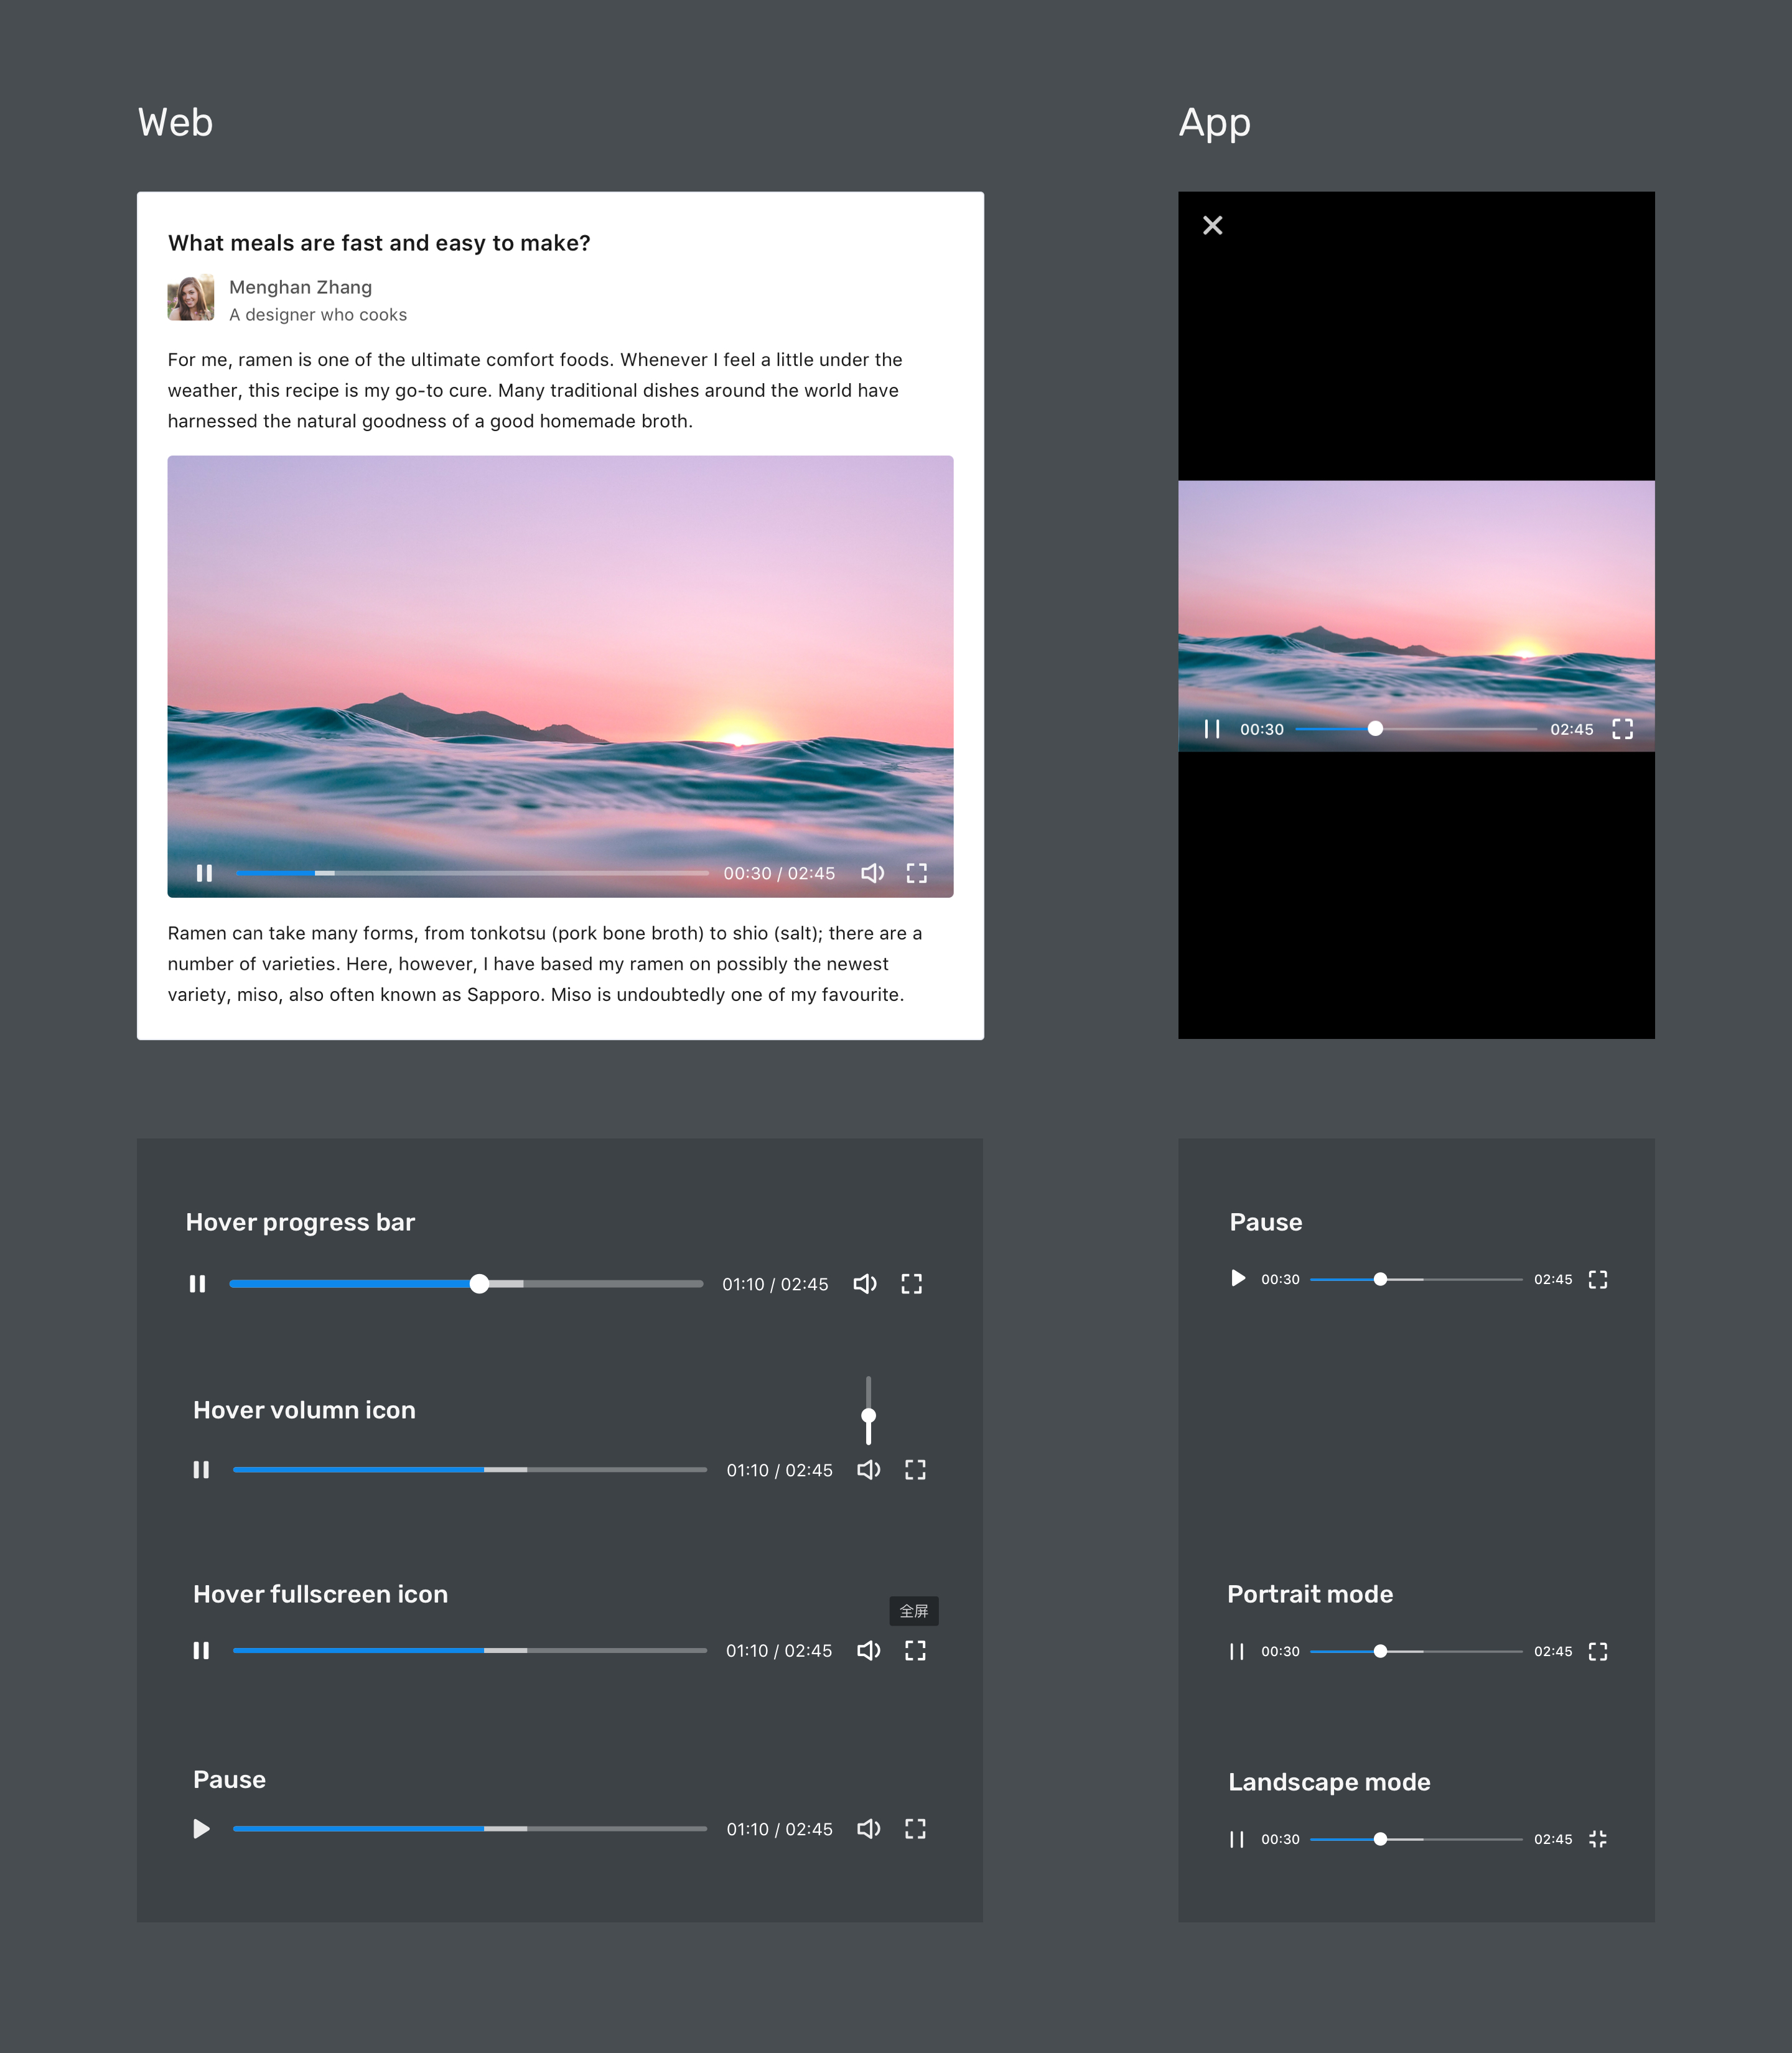 Web
What meals are fast and easy to make?
Menghan Zhang
A designer who cooks
For me, ramen is one of the ultimate comfort foods. Whenever I feel a little under the
weather, this recipe is my go-to cure. Many traditional dishes around the world have
harnessed the natural goodness of a good homemade broth.
00:30 / 02:45
Ramen can take many forms, from tonkotsu (pork bone broth) to shio (salt); there are a
number of varieties. Here, however, I have based my ramen on possibly the newest
variety, miso, also often known as Sapporo. Miso is undoubtedly one of my favourite.
App
00:30 02:45
Hover progress bar
01:10 / 02:45
Hover volumn icon
01:10 / 02:45
Hover fullscreen icon
全屏
01:10 / 02:45
Pause
01:10 / 02:45
Pause
00:30 02:45
Portrait mode
00:30 02:45
Landscape mode
00:30 02:45